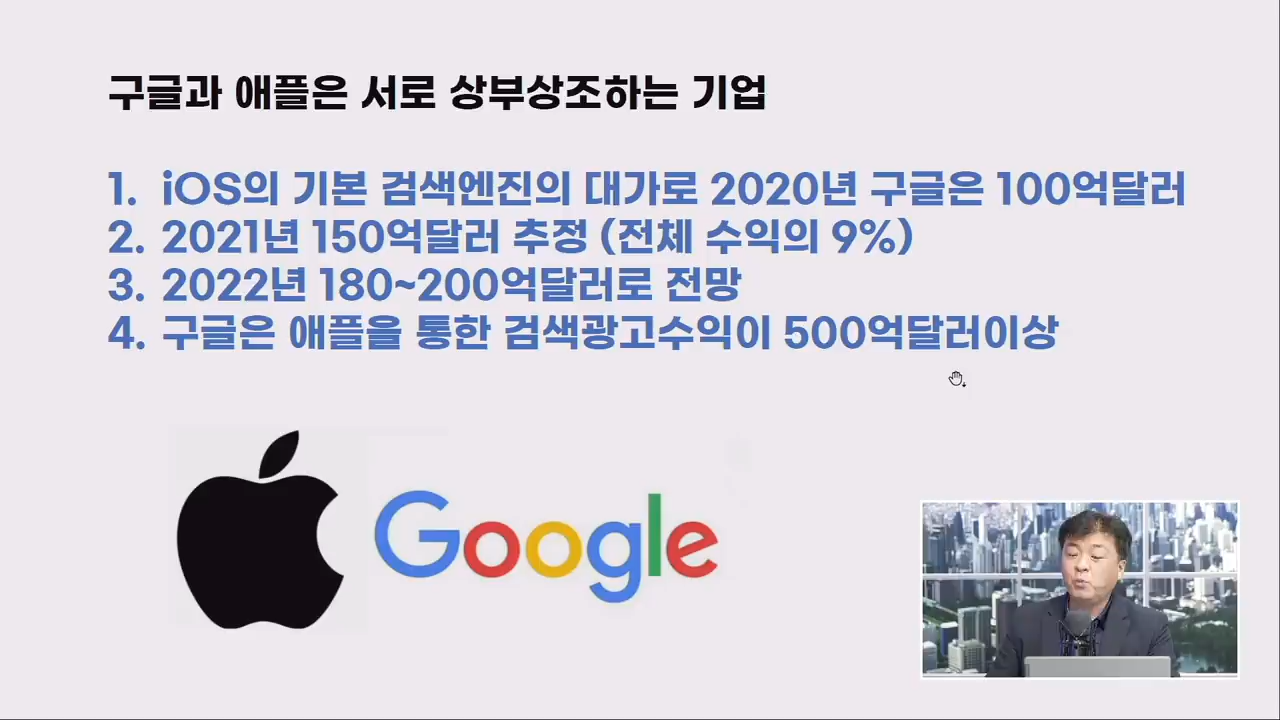 구글과 애플은 서로 상부상조하는 기업
1. iOS의 기본 검색엔진의 대가로 2020년 구글은 100억달러
2. 2021년 150억달러 추정 (전체 수익의 9%)
3. 2022년 180~200억달러로 전망
4. 구글은 애플을 통한 검색광고수익이 500억달러이상
Google